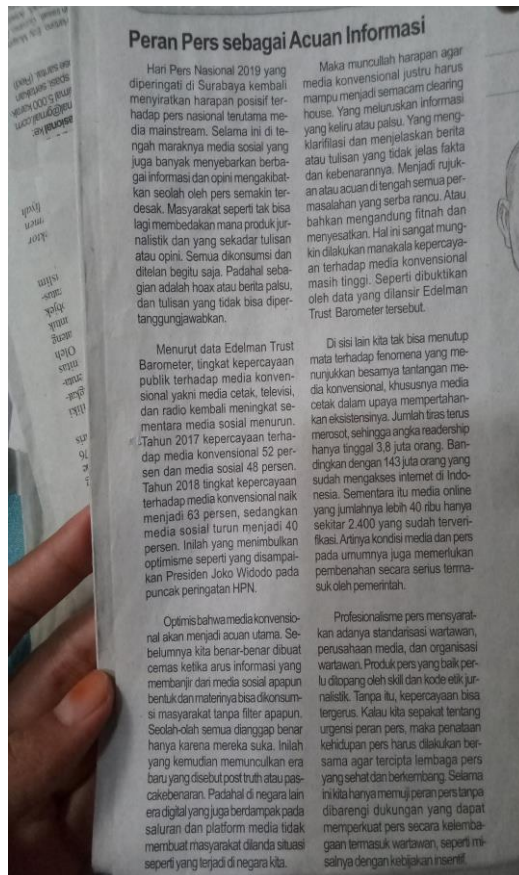 Peran Pers sebagai Acuan Informasi
Hari Pers Nasional 2019 yang
diperingati di Surabaya kembali
menyiratkan harapan positif ter-
hadap pers nasional terutama me-
dia mainstream. Selama ini di te-
ngah maraknya media sosial yang
juga banyak menyebarkan berba-
gai informasi dan opini mengakibat-
kan seolah oleh pers semakin ter-
desak. Masyarakat seperti tak bisa
lagi membedakan mana produk jur-
nalistik dan yang sekadar tulisan
atau opini. Semua dikonsumsi dan
ditelan begitu saja. Padahal seba-
gian adalah hoax atau berita palsu,
dan tulisan yang tidak bisa diper-
tanggungjawabkan.
Menurut data Edelman Trust
Barometer, tingkat kepercayaan
publik terhadap media konven-
sional yakni media cetak, televisi,
dan radio kembali meningkat se-
mentara media sosial menurun.
Tahun 2017 kepercayaan terha-
dap media konvensional 52 per-
sen dan media sosial 48 persen.
Tahun 2018 tingkat kepercayaan
terhadap media konvensional naik
menjadi 63 persen, sedangkan
media sosial turun menjadi 40
persen. Inilah yang menimbulkan
optimisme seperti yang disampai-
kan Presiden Joko Widodo pada
puncak peringatan HPN.
Optimis bahwa media konvensio-
nal akan menjadi acuan utama. Se-
belumnya kita benar-benar dibuat
cemas ketika arus informasi yang
membanjir dan media sosial apapun
bentuk dan materinya bisa dikonsum-
si masyarakat tanpa filter apapun.
Seolah-olah semua dianggap benar
hanya karena mereka suka. Inilah
yang kemudian memunculkan era
baru yang disebut post truth atau pas-
cakebenaran. Padahal di negara lain
era digital yang juga berdampak pada
saluran dan platform media tidak
membuat masyarakat dilanda situasi
seperti yang terjadi di negara kita.
Maka muncullah harapan agar
media konvensional justru harus
mampu menjadi semacam clearing
house. Yang meluruskan informasi
yang keliru atau palsu. Yang meng-
klarifilasi dan menjelaskan berita
atau tulisan yang tidak jelas fakta
dan kebenarannya. Menjadi rujuk-
an atau acuan di tengah semua per-
masalahan yang serba rancu. Atau
bahkan mengandung fitnah dan
menyesatkan. Hal ini sangat mung-
kin dilakukan manakala kepercaya-
an terhadap media konvensional
masih tinggi. Seperti dibuktikan
oleh data yang dilansir Edelman
Trust Barometer tersebut.
Di sisi lain kita tak bisa menutup
mata terhadap fenomena yang me-
nunjukkan besarnya tantangan me-
dia konvensional, khususnya media
cetak dalam upaya mempertahan-
kan eksistensinya. Jumlah tiras terus
merosot, sehingga angka readership
hanya tinggal 3,8 juta orang. Ban-
dingkan dengan 143 juta orang yang
sudah mengakses internet di Indo-
nesia. Sementara itu media online
yang jumlahnya lebih 40 ribu hanya
sekitar 2.400 yang sudah terveri-
fikasi. Artinya kondisi media dan pers
pada umumnya juga memerlukan
pembenahan secara serius terma-
suk oleh pemerintah.
Profesionalisme pers mensyarat-
kan adanya standarisasi wartawan,
perusahaan media, dan organisasi
wartawan. Produk pers yang baik per-
lu ditopang oleh skill dan kode etik jur-
nalistik. Tanpa itu, kepercayaan bisa
tergerus. Kalau kita sepakat tentang
urgensi peran pers, maka penataan
kehidupan pers harus dilakukan ber-
sama agar tercipta lembaga pers
yang sehat dan berkembang. Selama
ini kita hanya memuji peran pers tanpa
dibarengi dukungan yang dapat
memperkuat pers secara kelemba-
gaan termasuk wartawan, seperti mi-
salnya dengan kebijakan insentif.